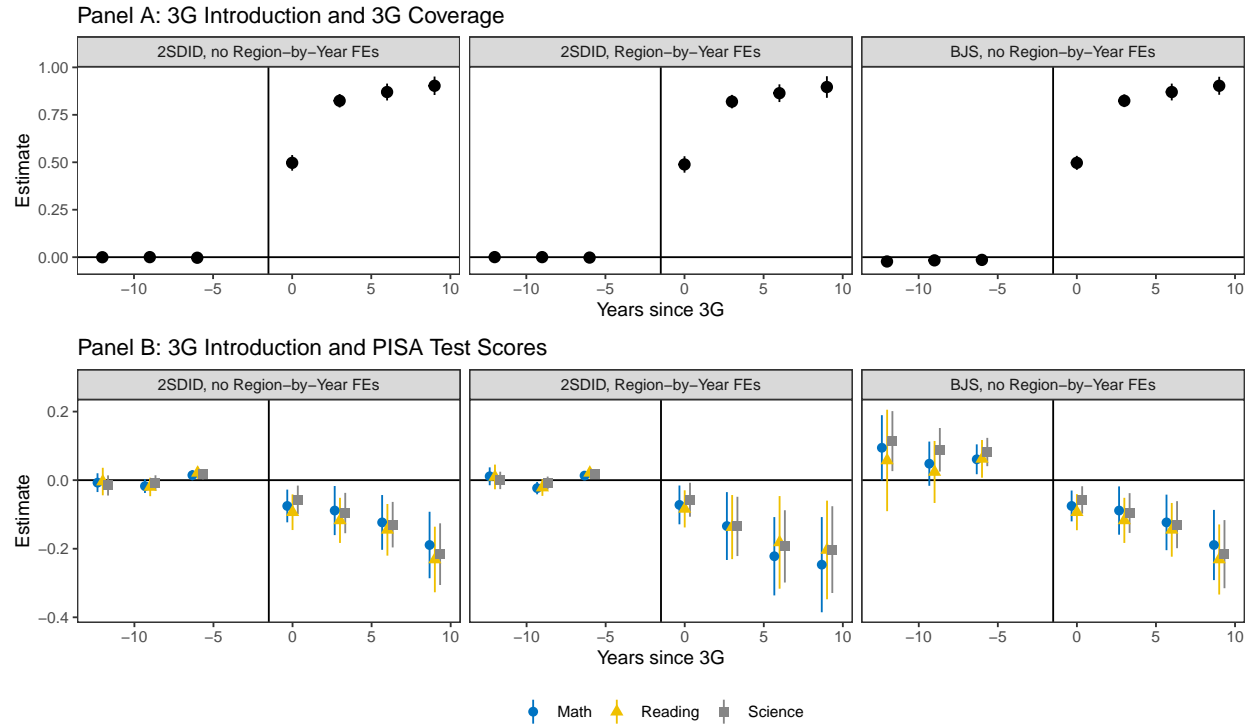 Panel A: 3G Introduction and 3G Coverage
2SDID, no Region−by−Year FEs
2SDID, Region−by−Year FEs
BJS, no Region−by−Year FEs
Estimate
1.00
0.75
0.50
0.25
0.00
−10 −5 0 5 10
−10 −5 0 5 10
−10 −5 0 5 10
Years since 3G
Panel B: 3G Introduction and PISA Test Scores
2SDID, no Region−by−Year FEs
2SDID, Region−by−Year FEs
BJS, no Region−by−Year FEs
Estimate
0.2
0.0
−0.2
−0.4
−10 −5 0 5 10
−10 −5 0 5 10
−10 −5 0 5 10
Years since 3G
Math Reading Science